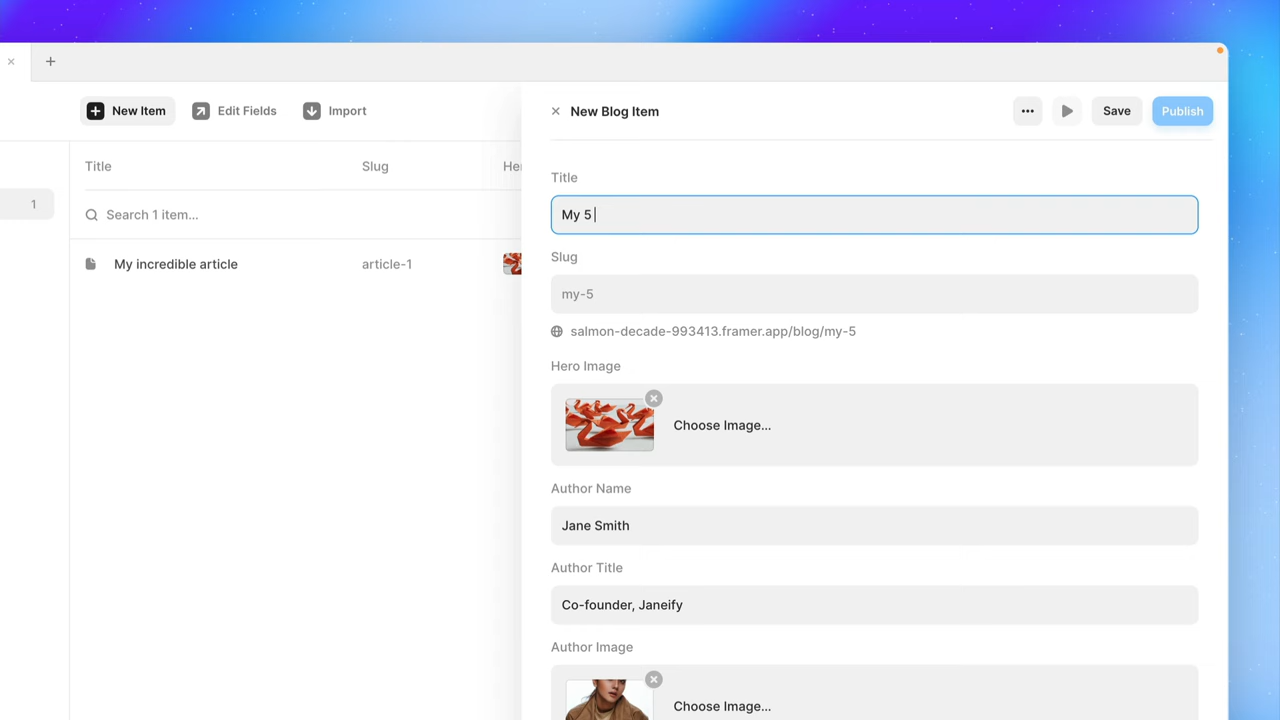 New Item
Edit Fields
Import
Title
Slug
1
Search 1 item...
My incredible article
article-1
New Blog Item
Save
Publish
Title
My 5
Slug
my-5
salmon-decade-993413.framer.app/blog/my-5
Hero Image
Choose Image...
Author Name
Jane Smith
Author Title
Co-founder, Janeify
Author Image
Choose Image...